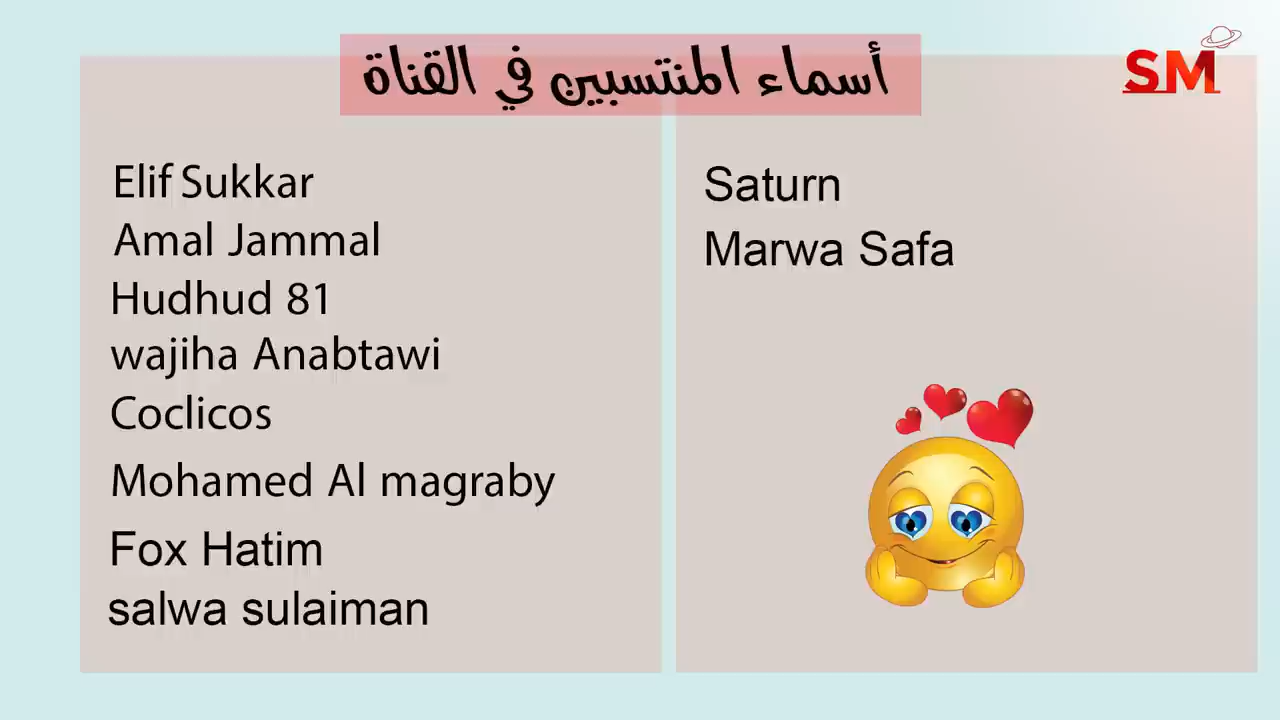 أسماء المنتسبين في القناة
SM
Elif Sukkar
Amal Jammal
Hudhud 81
wajiha Anabtawi
Coclicos
Mohamed Al magraby
Fox Hatim
salwa sulaiman
Saturn
Marwa Safa